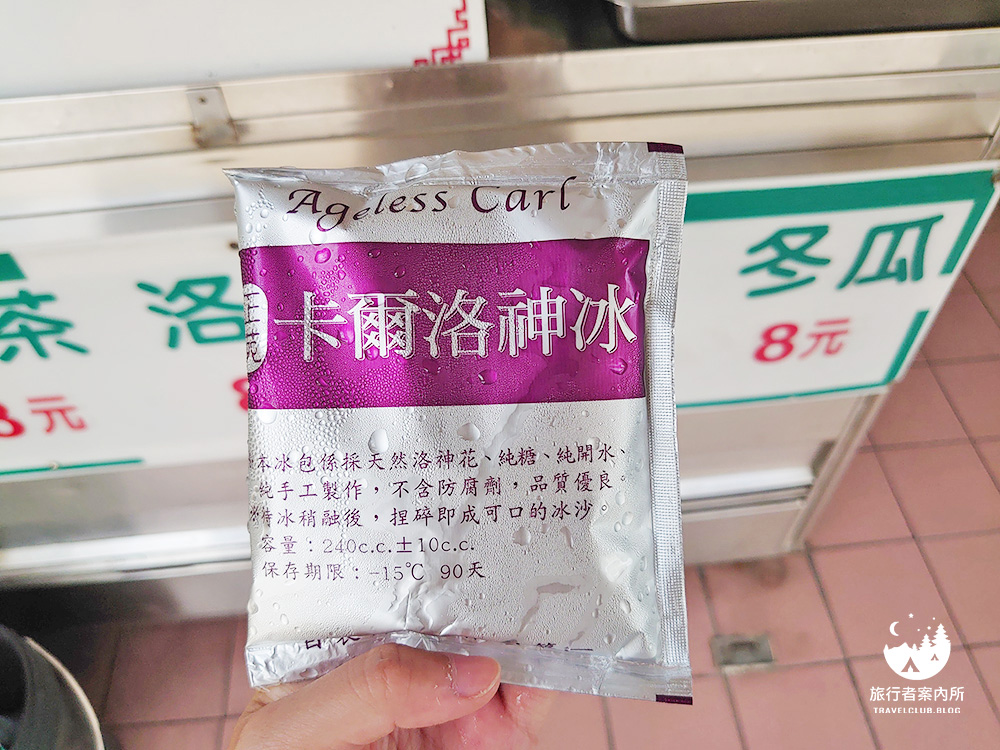 Ageless Carl
卡爾洛神冰
本冰包係採天然洛神花、純糖、純開水、
純手工製作，不含防腐劑，品質優良。
待冰稍融後，捏碎即成可口的冰沙。
容量：240c.c.±10c.c.
保存期限：-15℃ 90天
茶 洛
8元
8
冬瓜
8元
旅行者案內所
TRAVELCLUB.BLOG